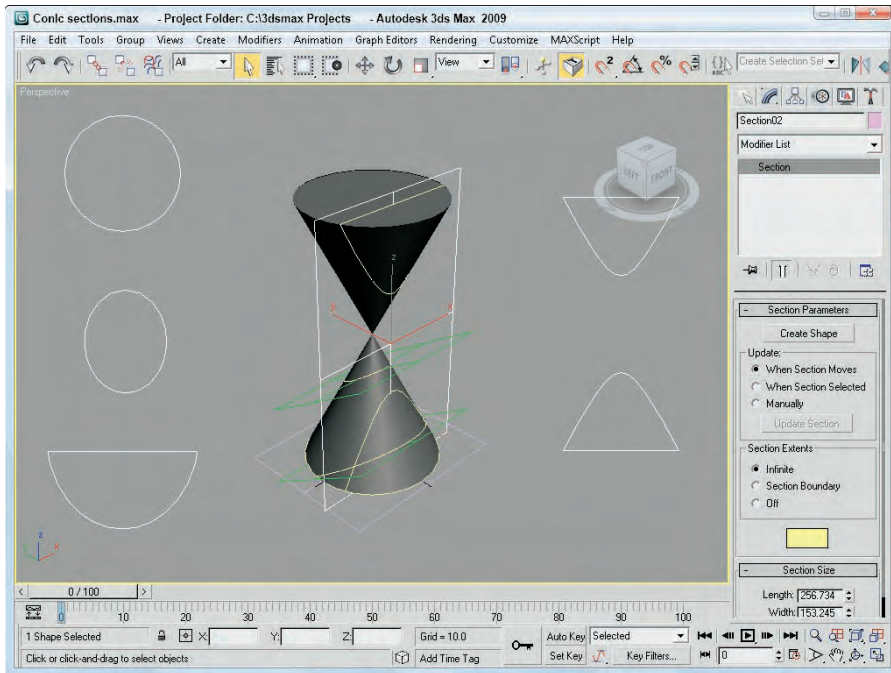 Conic sections.max - Project Folder: C:\3dsmax Projects - Autodesk 3ds Max 2009
File Edit Tools Group Views Create Modifiers Animation Graph Editors Rendering Customize MAXScript Help
All View 2 % ABC Create Selection Set
Perspective
Section02
Modifier List
Section
TOP
LEFT FRONT
z
y x
- Section Parameters
Create Shape
Update:
When Section Moves
When Section Selected
Manually
Update Section
Section Extents
Infinite
Section Boundary
Off
- Section Size
Length: 256.734
Width: 153.245
z
x
< 0 / 100 >
0 10 20 30 40 50 60 70 80 90 100
1 Shape Selected X: Y: Z: Grid = 10.0 Auto Key Selected
Click or click-and-drag to select objects Add Time Tag Set Key Key Filters... 0